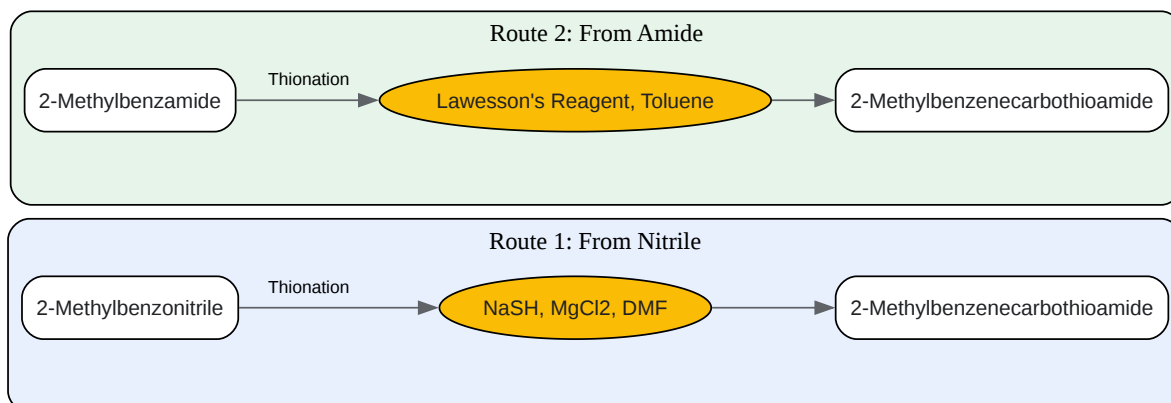 Route 2: From Amide
2-Methylbenzamide
Thionation
Lawesson's Reagent, Toluene
2-Methylbenzenecarbothioamide
Route 1: From Nitrile
2-Methylbenzonitrile
Thionation
NaSH, MgCl2, DMF
2-Methylbenzenecarbothioamide